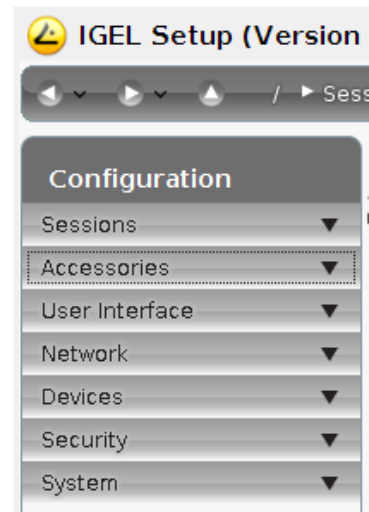 IGEL Setup (Version
/ Sess
Configuration
Sessions
Accessories
User Interface
Network
Devices
Security
System